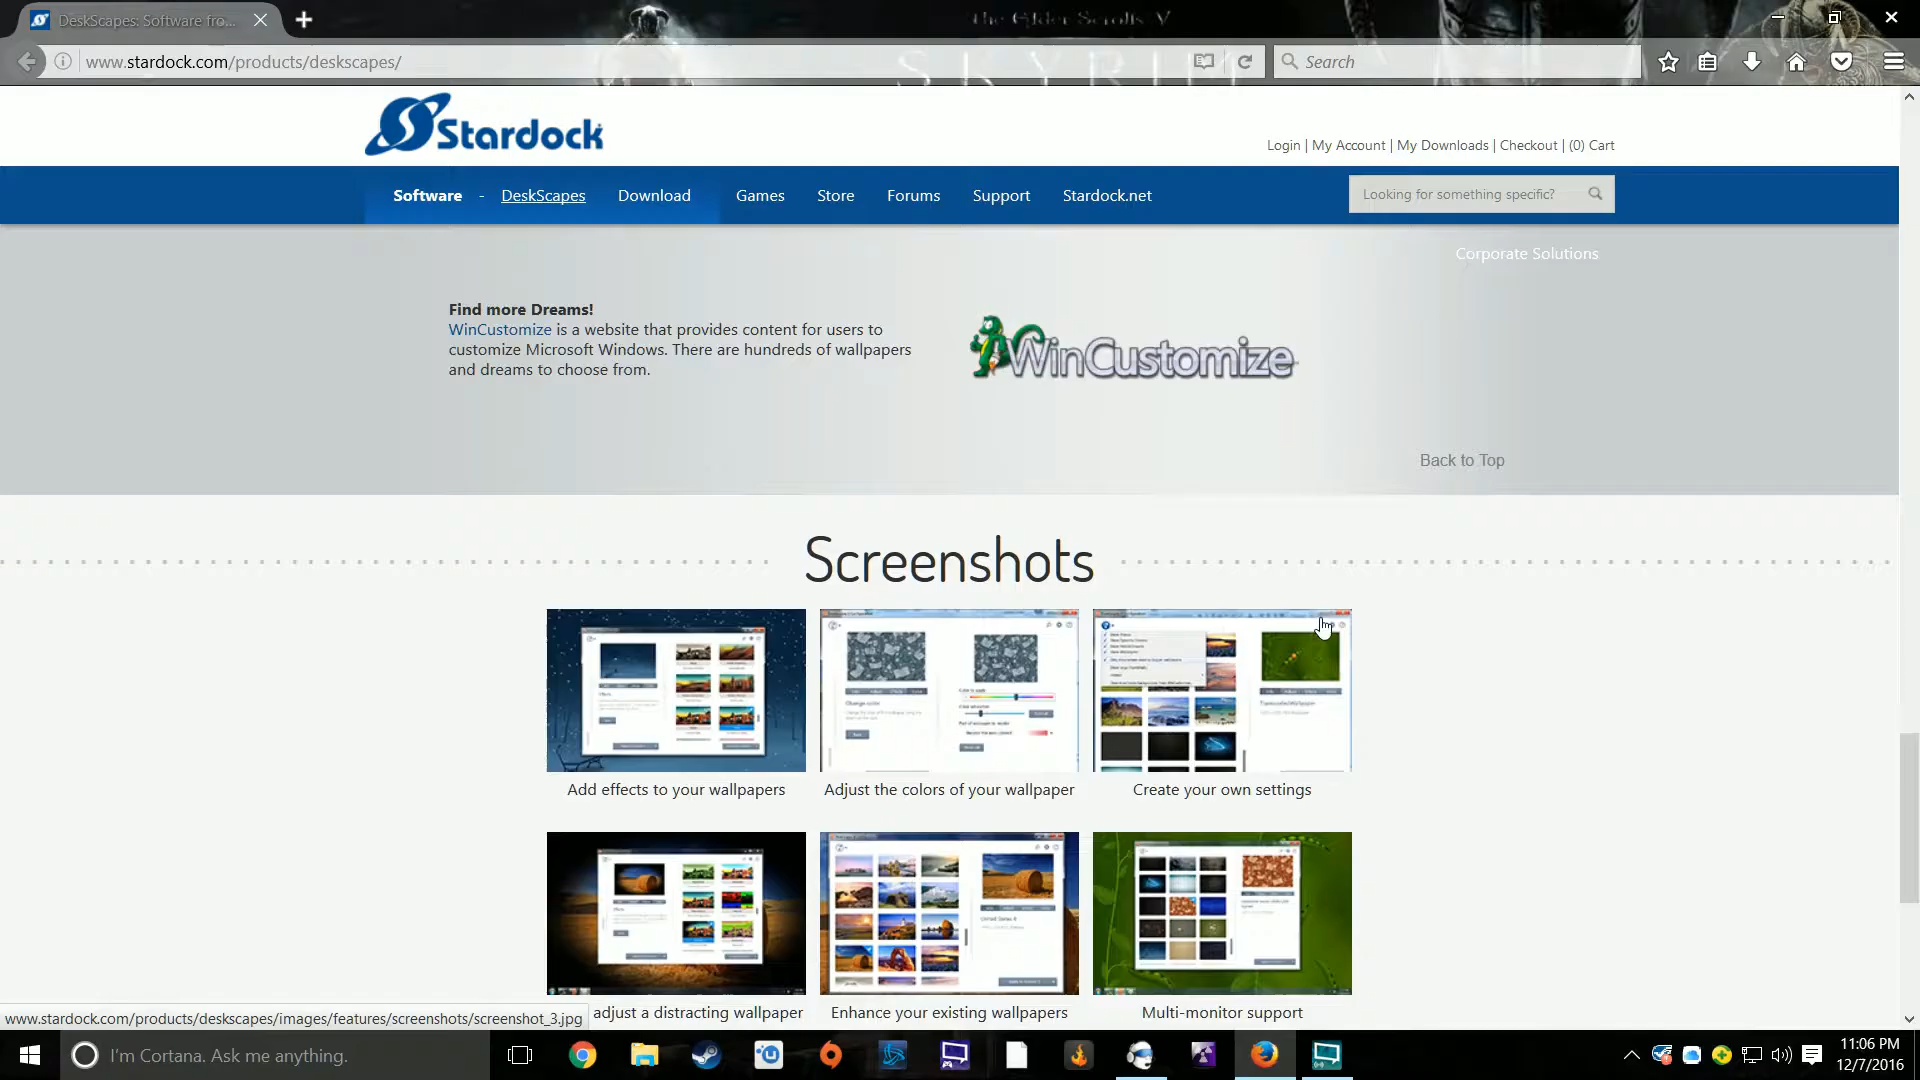 DeskScapes: Software fro...
the Elder Scrolls V
www.stardock.com/products/deskscapes/
Search
Stardock
Login | My Account | My Downloads | Checkout | (0) Cart
Software - DeskScapes Download Games Store Forums Support Stardock.net
Looking for something specific?
Corporate Solutions
Find more Dreams!
WinCustomize is a website that provides content for users to
customize Microsoft Windows. There are hundreds of wallpapers
and dreams to choose from.
WinCustomize
Back to Top
Screenshots
Add effects to your wallpapers
Adjust the colors of your wallpaper
Create your own settings
adjust a distracting wallpaper
Enhance your existing wallpapers
Multi-monitor support
www.stardock.com/products/deskscapes/images/features/screenshots/screenshot_3.jpg
I'm Cortana. Ask me anything.
11:06 PM
12/7/2016